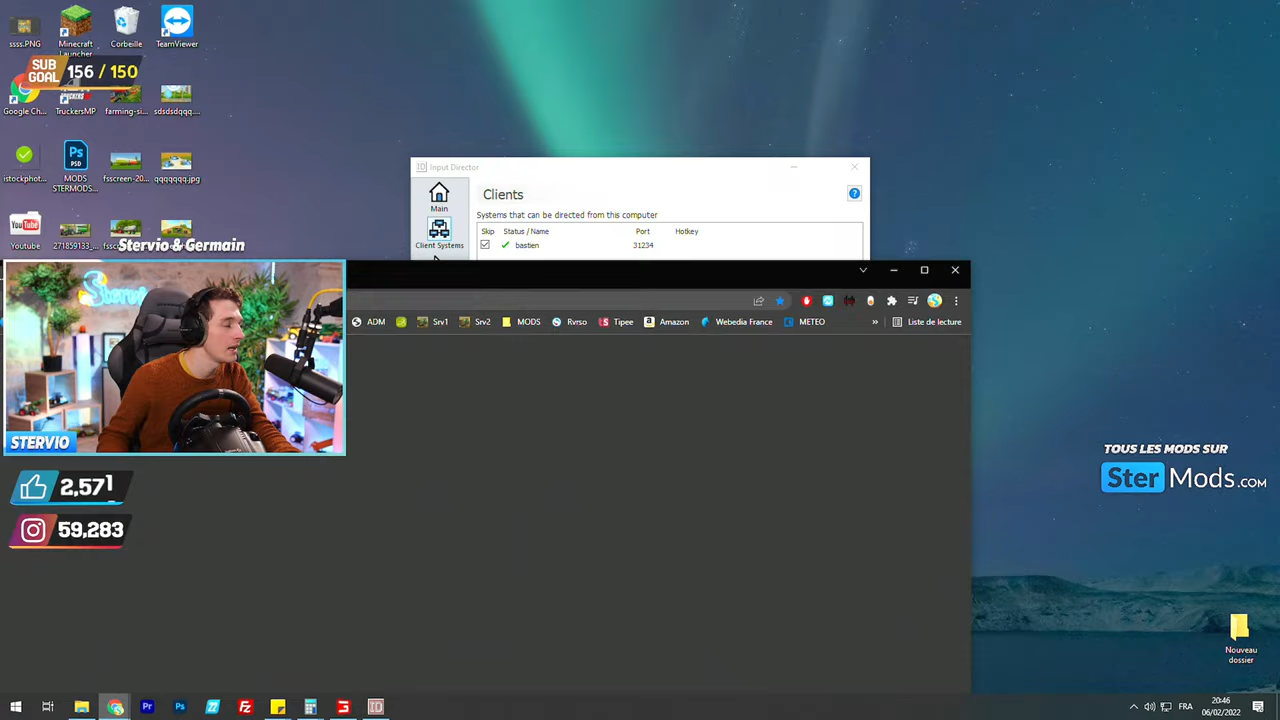 ssss.PNG
Minecraft Launcher
Corbeille
TeamViewer
SUB GOAL
156 / 150
Google Ch...
TruckersMP
farming-si...
sdsdsdqqq....
istockphot...
MODS STERMODS...
fsscreen-20...
qqqqqqq.jpg
Youtube
271859133_...
Stervio & Germain
Stervio
STERVIO
2,571
59,283
Input Director
Main
Client Systems
Clients
Systems that can be directed from this computer
Skip Status / Name Port Hotkey
bastien 31234
ADM
Srv1
Srv2
MODS
Rvrso
Tipee
Amazon
Webedia France
METEO
»
Liste de lecture
TOUS LES MODS SUR
SterMods.com
Nouveau dossier
FRA
20:46
06/02/2022